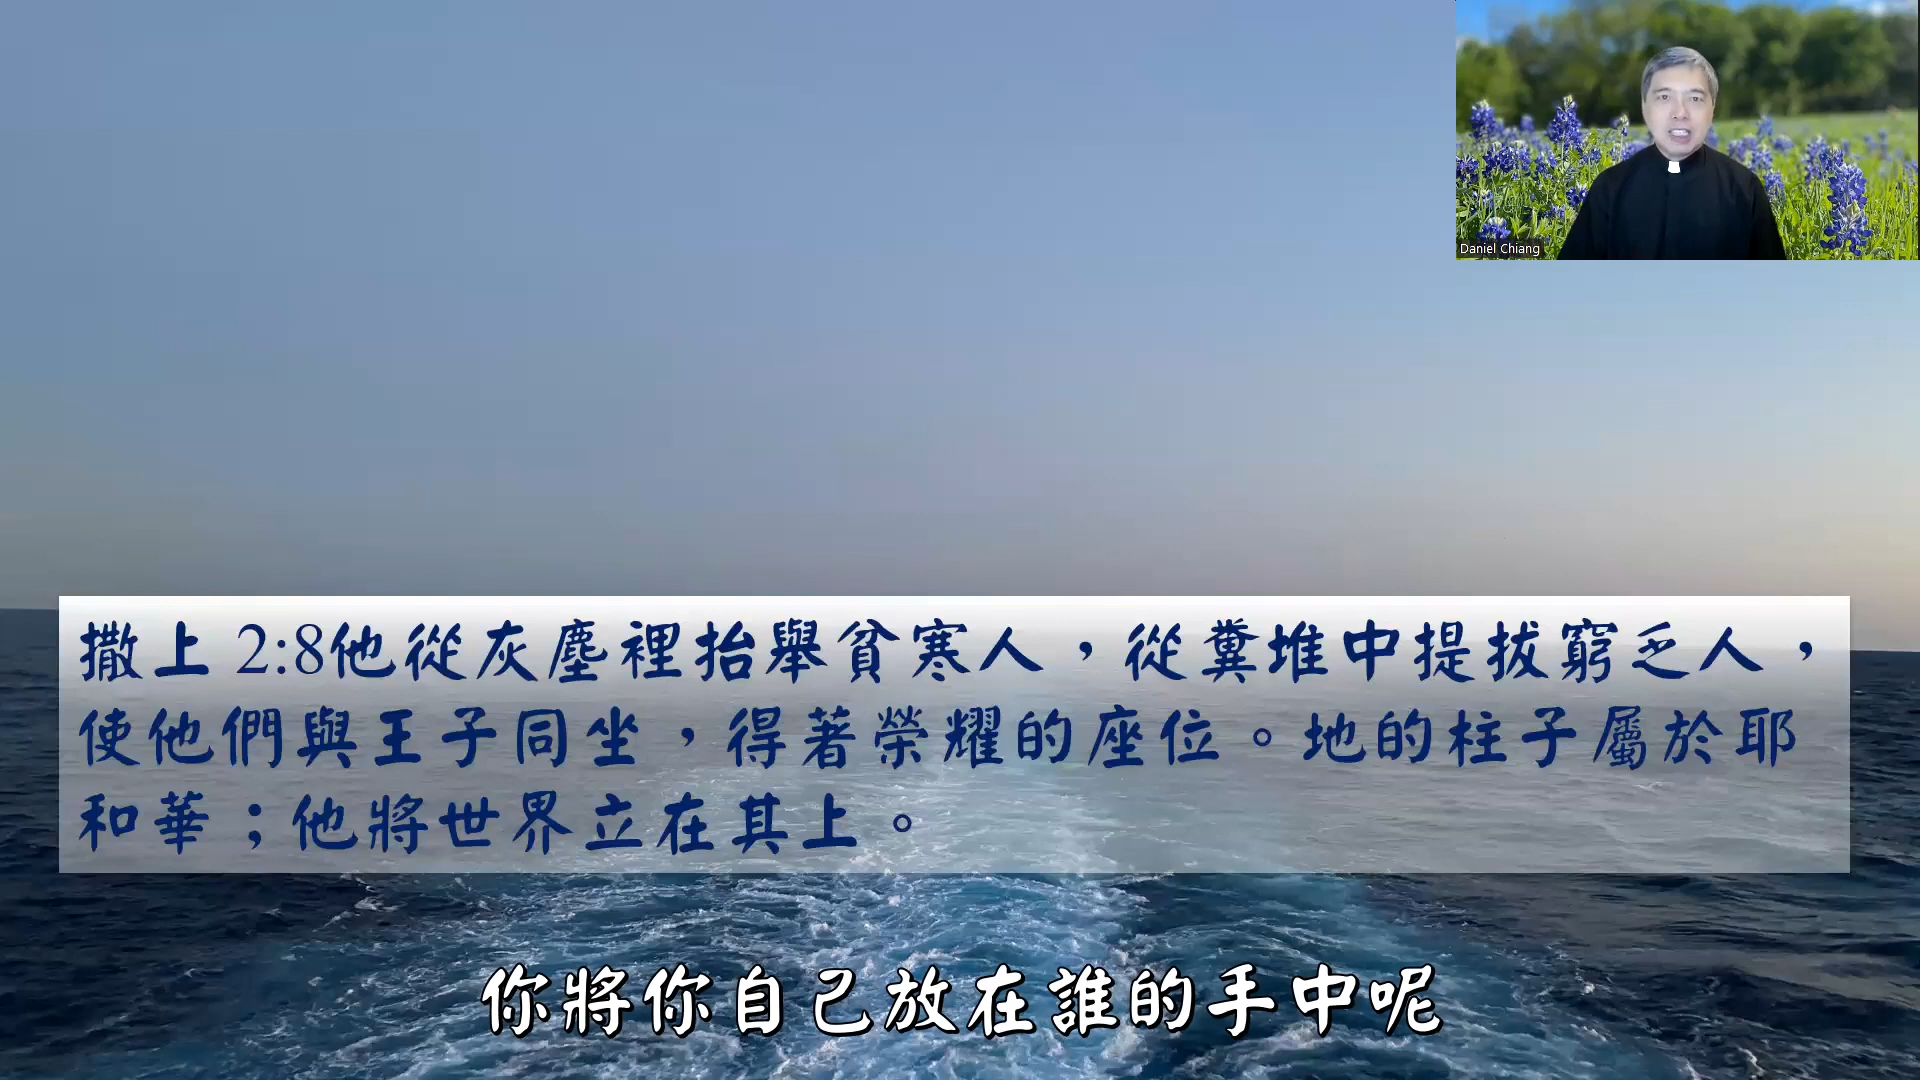 Daniel Chiang
撒上 2:8他從灰塵裡抬舉貧寒人，從糞堆中提拔窮乏人，
使他們與王子同坐，得著榮耀的座位。地的柱子屬於耶
和華；他將世界立在其上。
你將你自己放在誰的手中呢